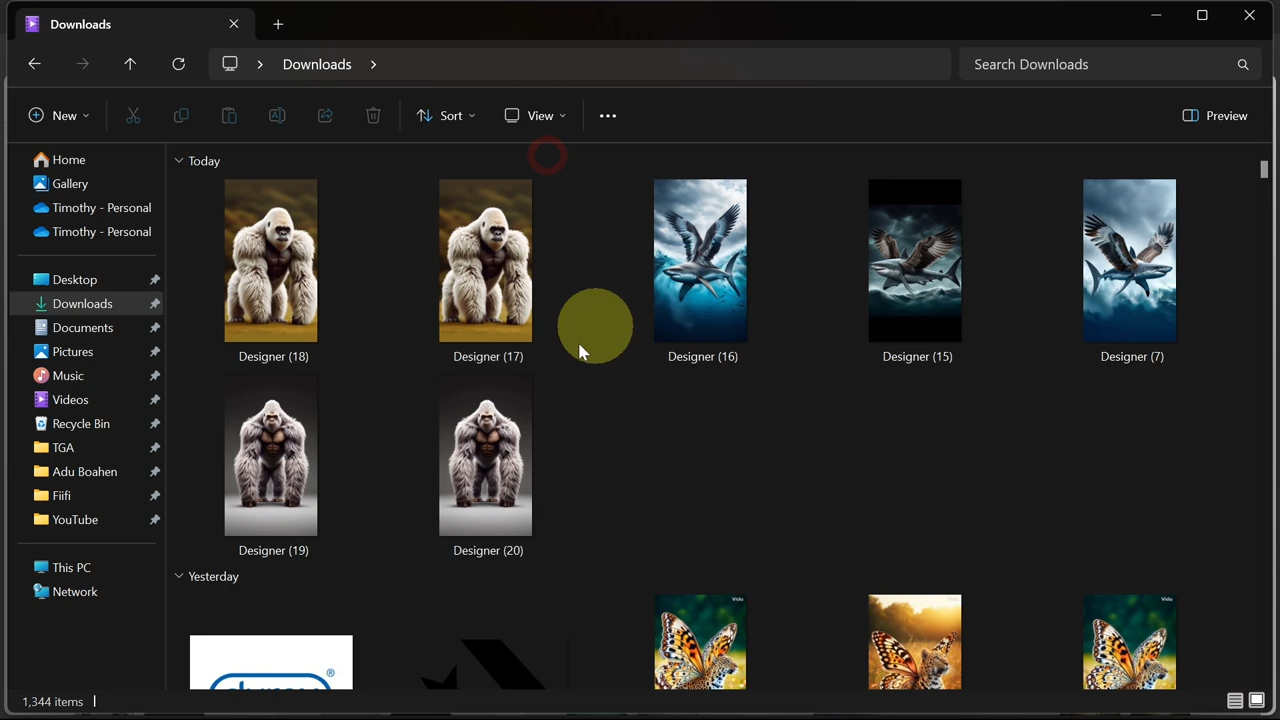 Downloads
Downloads
Search Downloads
New
Sort
View
Preview
Home
Gallery
Timothy - Personal
Timothy - Personal
Desktop
Downloads
Documents
Pictures
Music
Videos
Recycle Bin
TGA
Adu Boahen
Fiifi
YouTube
This PC
Network
Today
Designer (18)
Designer (17)
Designer (16)
Designer (15)
Designer (7)
Designer (19)
Designer (20)
Yesterday
Vidu
Vidu
1,344 items